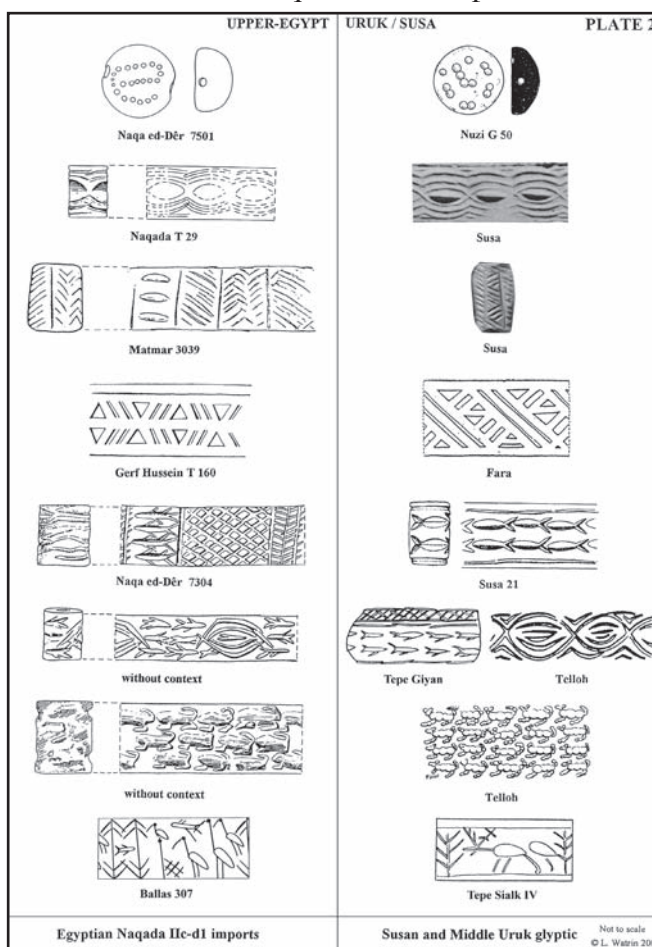 UPPER-EGYPT
URUK / SUSA
PLATE 2
Naqa ed-Dêr 7501
Nuzi G 50
Naqada T 29
Susa
Matmar 3039
Susa
Gerf Hussein T 160
Fara
Naqa ed-Dêr 7304
Susa 21
without context
Tepe Giyan
Telloh
without context
Telloh
Ballas 307
Tepe Sialk IV
Egyptian Naqada IIc-d1 imports
Susan and Middle Uruk glyptic
Not to scale
© L. Watrin 20